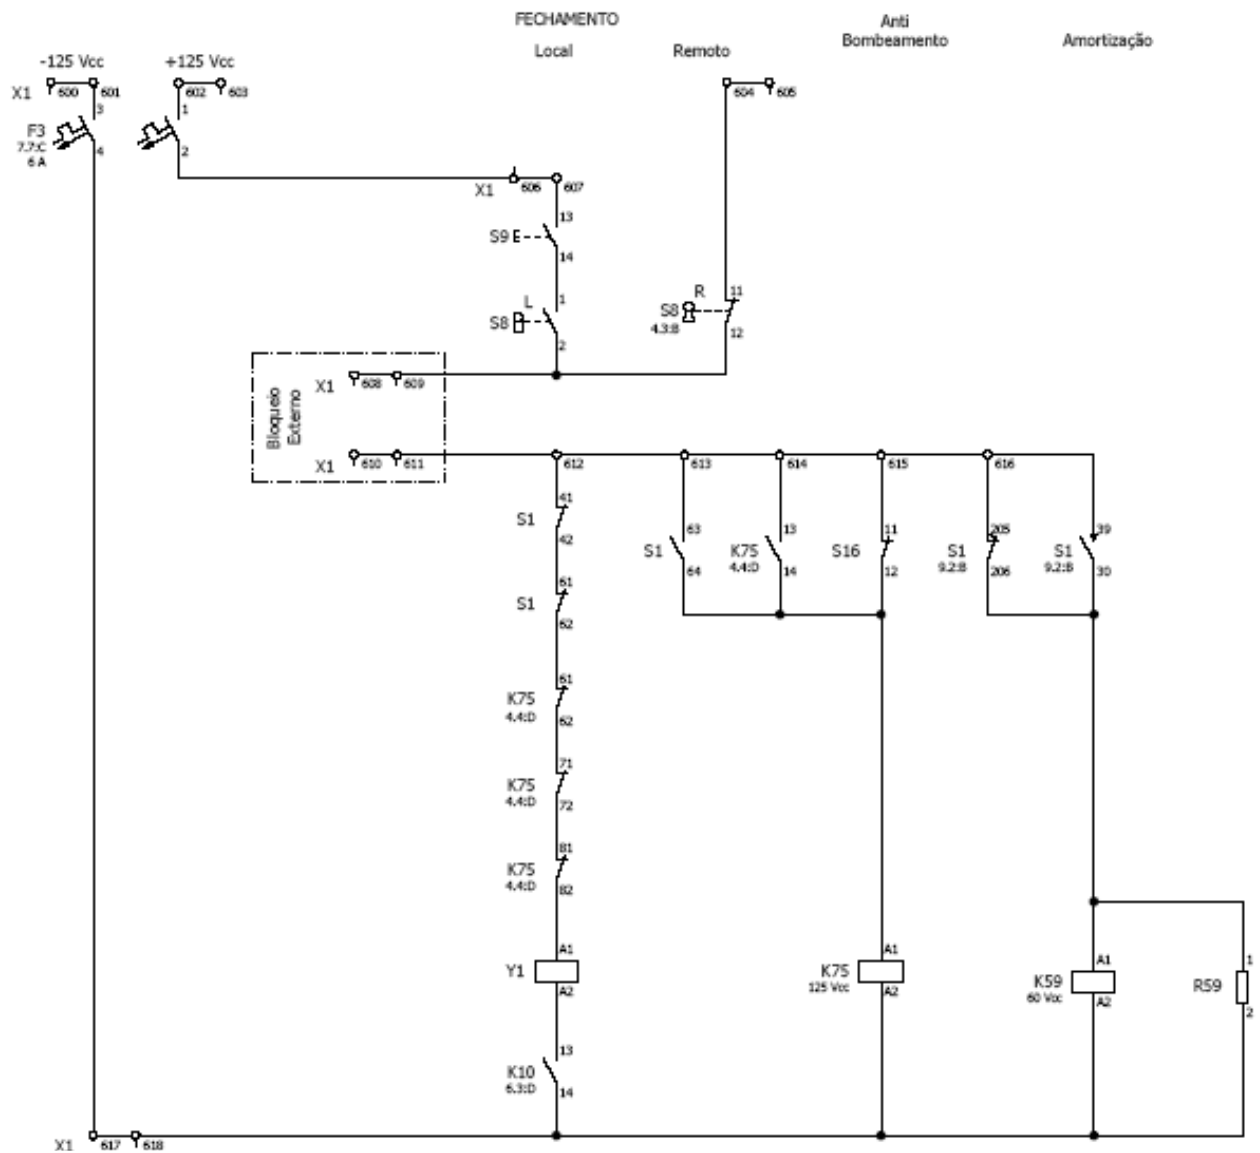 FECHAMENTO
Local
Remoto
Anti
Bombeamento
Amortização
-125 Vcc
+125 Vcc
X1
600
601
602
603
604
605
3
4
1
2
F3
7.7:C
6 A
X1
606
607
13
S9
14
1
L
S8
2
11
R
S8
4.3:B
12
Bloqueio
Externo
X1
608
609
X1
610
611
612
613
614
615
616
41
S1
42
61
S1
62
61
K75
4.4:D
62
71
K75
4.4:D
72
81
K75
4.4:D
82
A1
Y1
A2
13
K10
6.3:D
14
63
S1
64
13
K75
4.4:D
14
11
S16
12
205
S1
9.2:B
206
39
S1
9.2:B
30
A1
K75
125 Vcc
A2
A1
K59
60 Vcc
A2
1
R59
2
X1
617
618